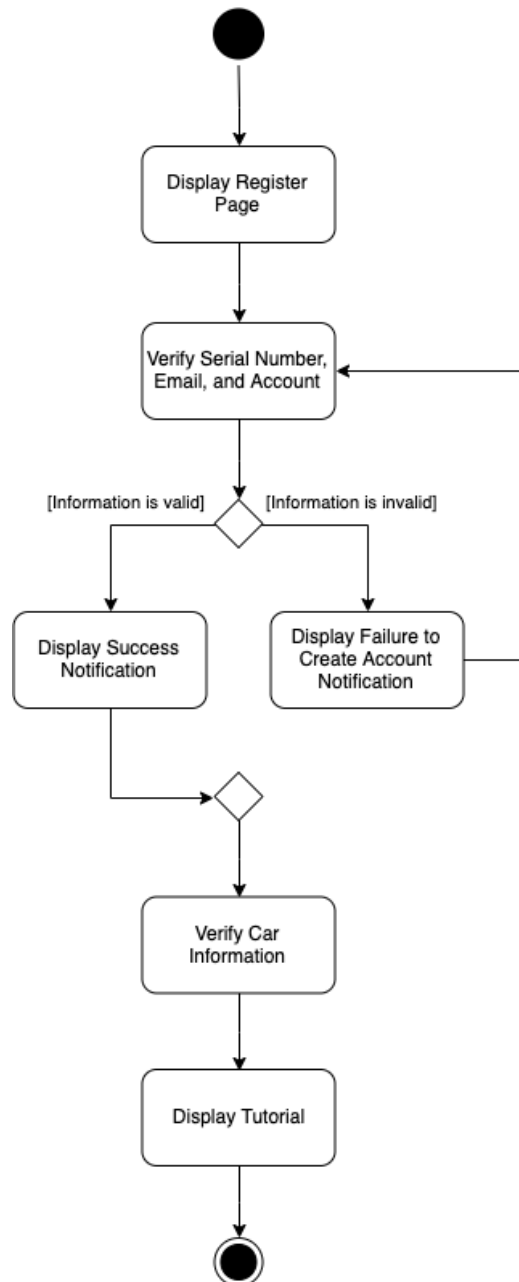 Display Register
Page
Verify Serial Number,
Email, and Account
[Information is valid]
[Information is invalid]
Display Success
Notification
Display Failure to
Create Account
Notification
Verify Car
Information
Display Tutorial